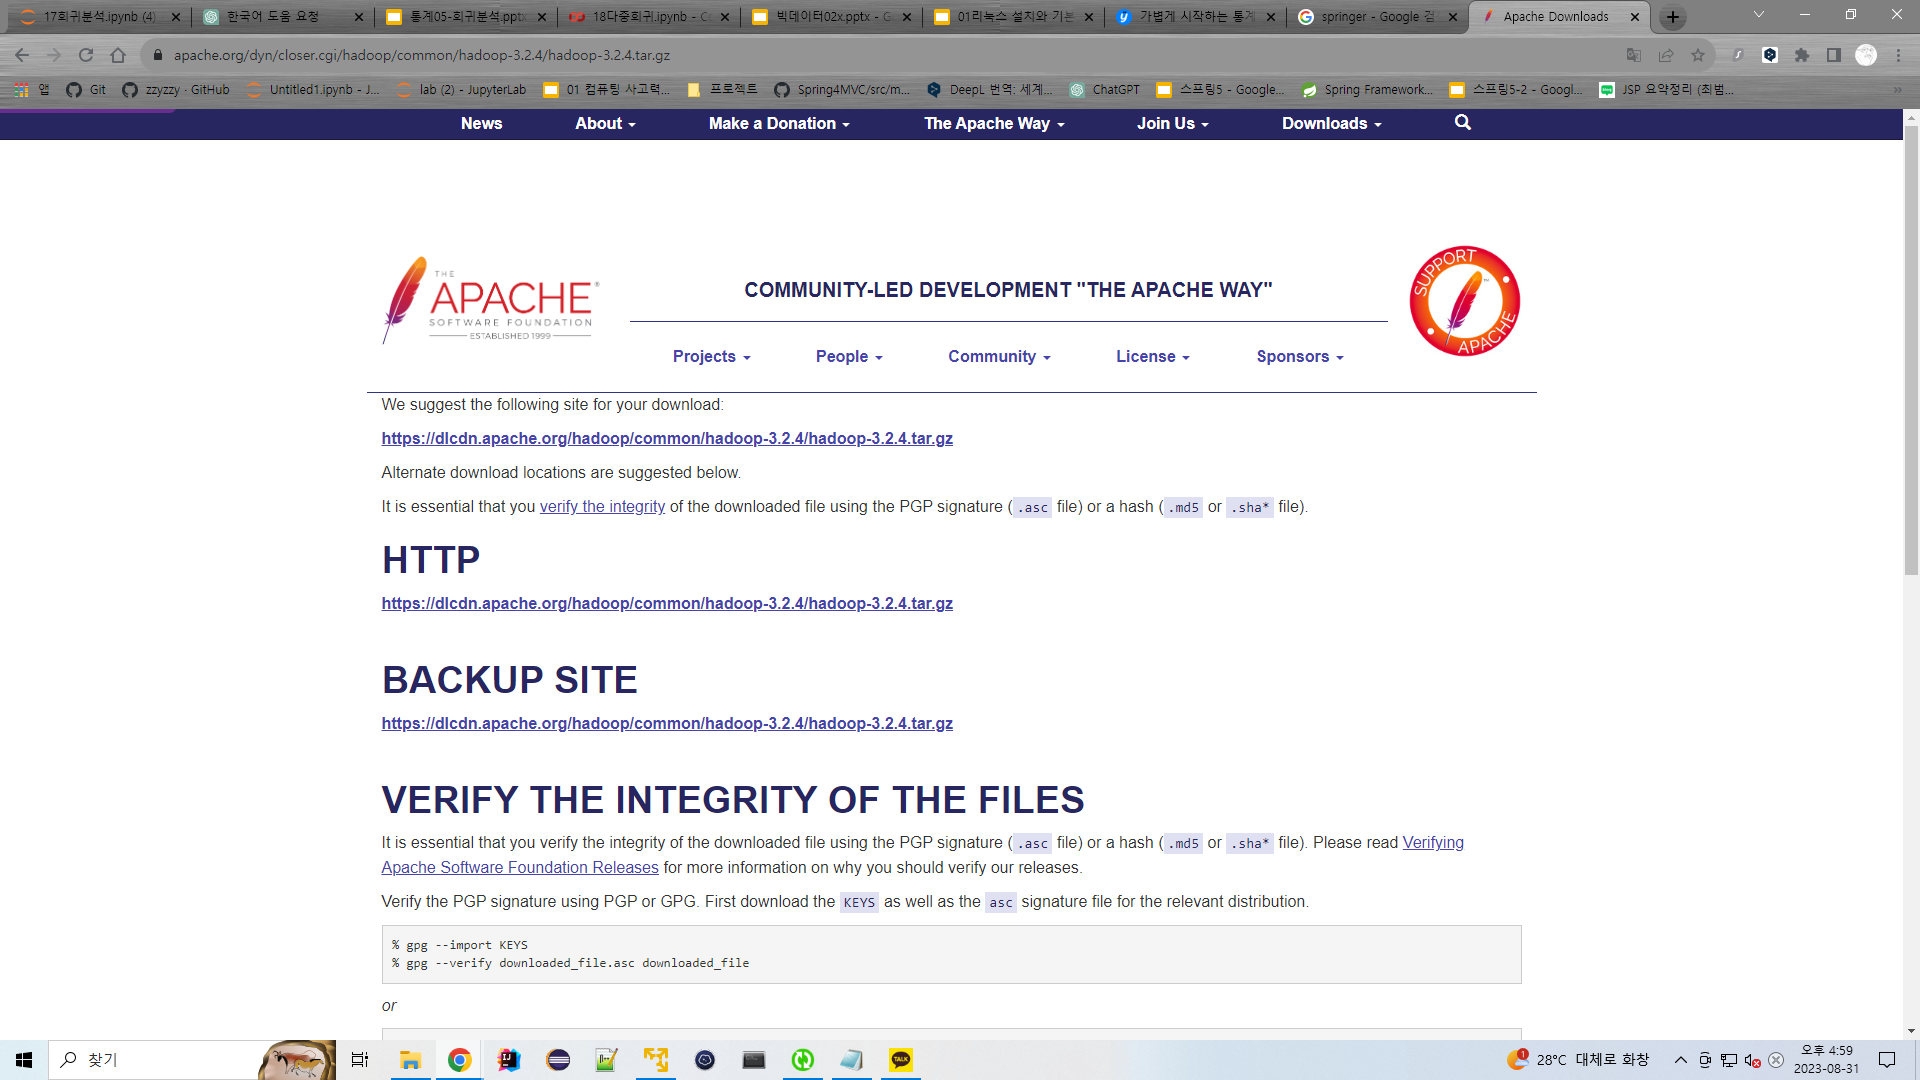 17회귀분석.ipynb (4)
한국어 도움 요청
통계05-회귀분석.pptx
18다중회귀.ipynb - Co
빅데이터02x.pptx - G
01리눅스 설치와 기본
가볍게 시작하는 통계
springer - Google 검
Apache Downloads
apache.org/dyn/closer.cgi/hadoop/common/hadoop-3.2.4/hadoop-3.2.4.tar.gz
앱
Git
zzyzzy · GitHub
Untitled1.ipynb - J...
lab (2) - JupyterLab
01 컴퓨팅 사고력...
프로젝트
Spring4MVC/src/m...
DeepL 번역: 세계...
ChatGPT
스프링5 - Google...
Spring Framework...
스프링5-2 - Googl...
JSP 요약정리 (최범...
News
About
Make a Donation
The Apache Way
Join Us
Downloads
THE
APACHE
SOFTWARE FOUNDATION
ESTABLISHED 1999
COMMUNITY-LED DEVELOPMENT "THE APACHE WAY"
SUPPORT
APACHE
Projects
People
Community
License
Sponsors
We suggest the following site for your download:
https://dlcdn.apache.org/hadoop/common/hadoop-3.2.4/hadoop-3.2.4.tar.gz
Alternate download locations are suggested below.
It is essential that you verify the integrity of the downloaded file using the PGP signature (.asc file) or a hash (.md5 or .sha* file).
HTTP
https://dlcdn.apache.org/hadoop/common/hadoop-3.2.4/hadoop-3.2.4.tar.gz
BACKUP SITE
https://dlcdn.apache.org/hadoop/common/hadoop-3.2.4/hadoop-3.2.4.tar.gz
VERIFY THE INTEGRITY OF THE FILES
It is essential that you verify the integrity of the downloaded file using the PGP signature (.asc file) or a hash (.md5 or .sha* file). Please read Verifying
Apache Software Foundation Releases for more information on why you should verify our releases.
Verify the PGP signature using PGP or GPG. First download the KEYS as well as the asc signature file for the relevant distribution.
% gpg --import KEYS
% gpg --verify downloaded_file.asc downloaded_file
or
찾기
TALK
1
28°C 대체로 화창
오후 4:59
2023-08-31